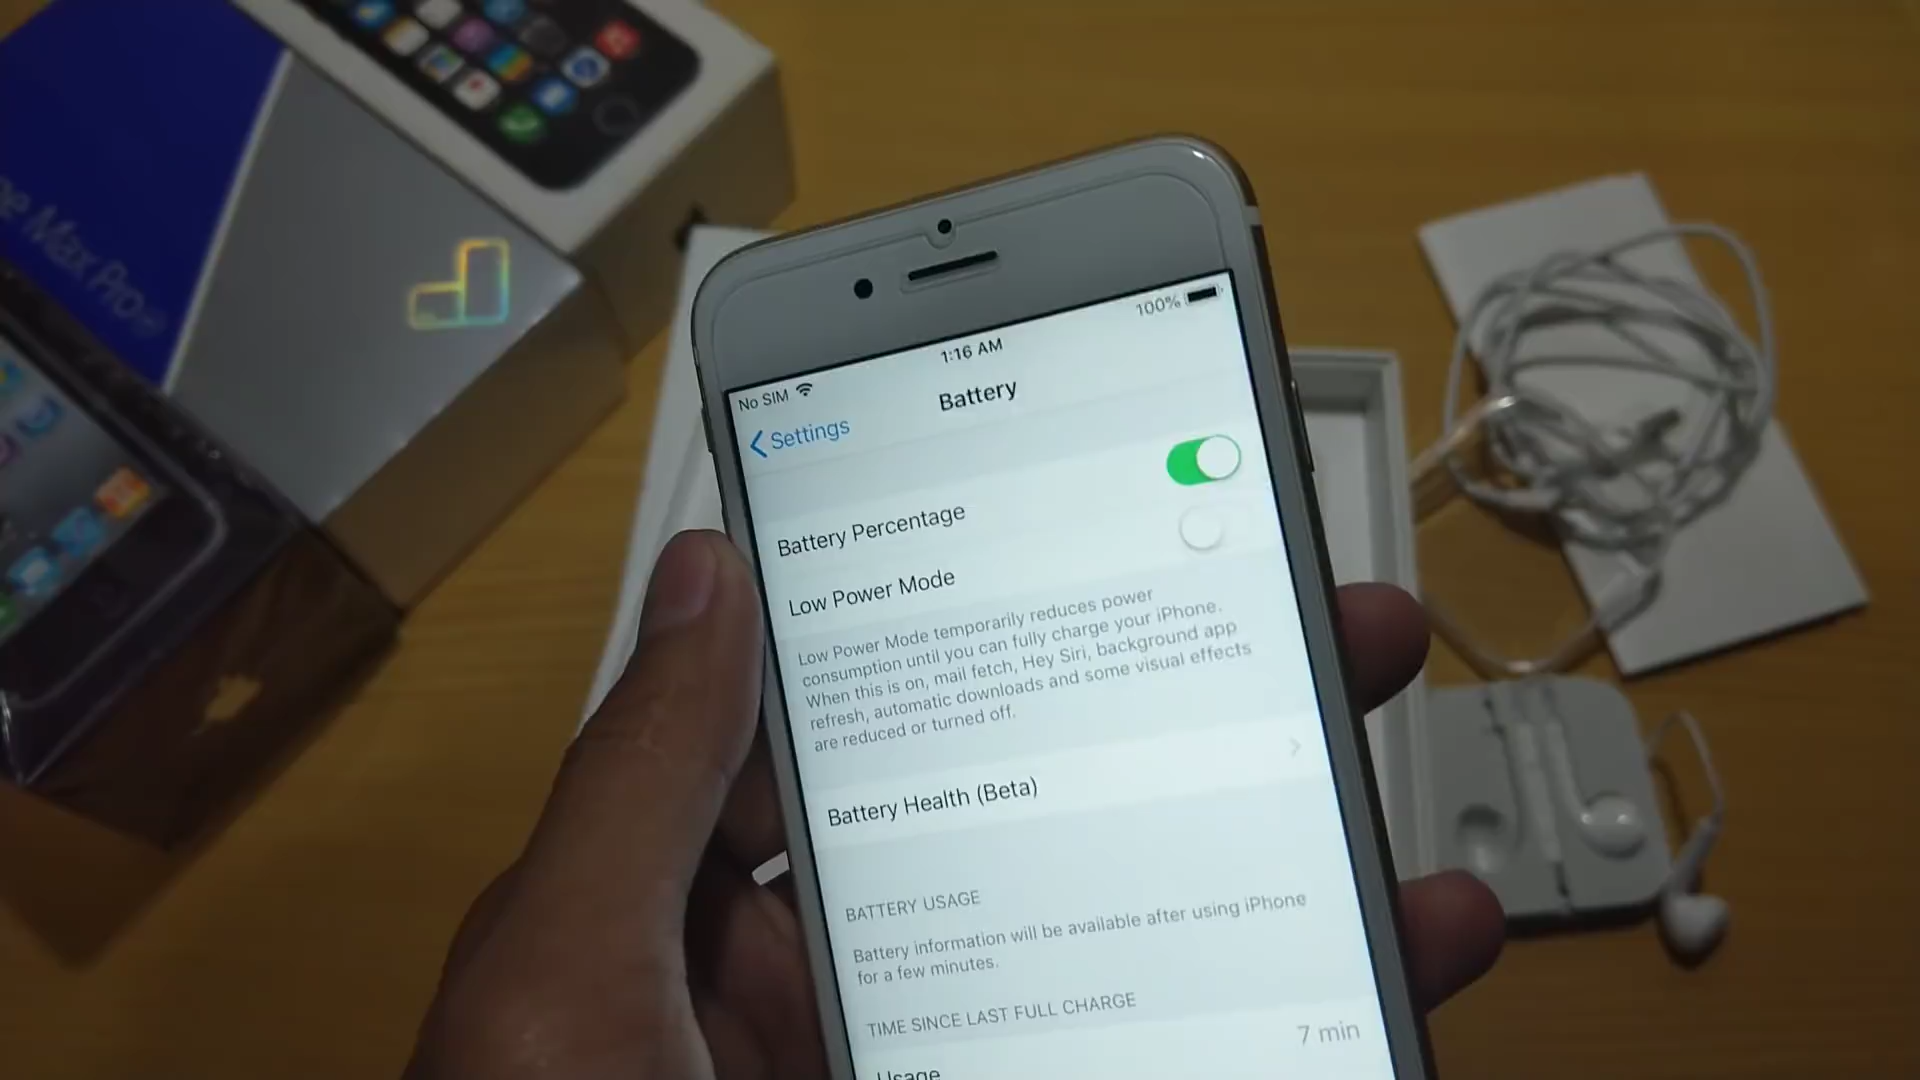 Max Pro
100%
1:16 AM
No SIM
Settings
Battery
Battery Percentage
Low Power Mode
Low Power Mode temporarily reduces power
consumption until you can fully charge your iPhone.
When this is on, mail fetch, Hey Siri, background app
refresh, automatic downloads and some visual effects
are reduced or turned off.
Battery Health (Beta)
BATTERY USAGE
Battery information will be available after using iPhone
for a few minutes.
TIME SINCE LAST FULL CHARGE
Usage
7 min